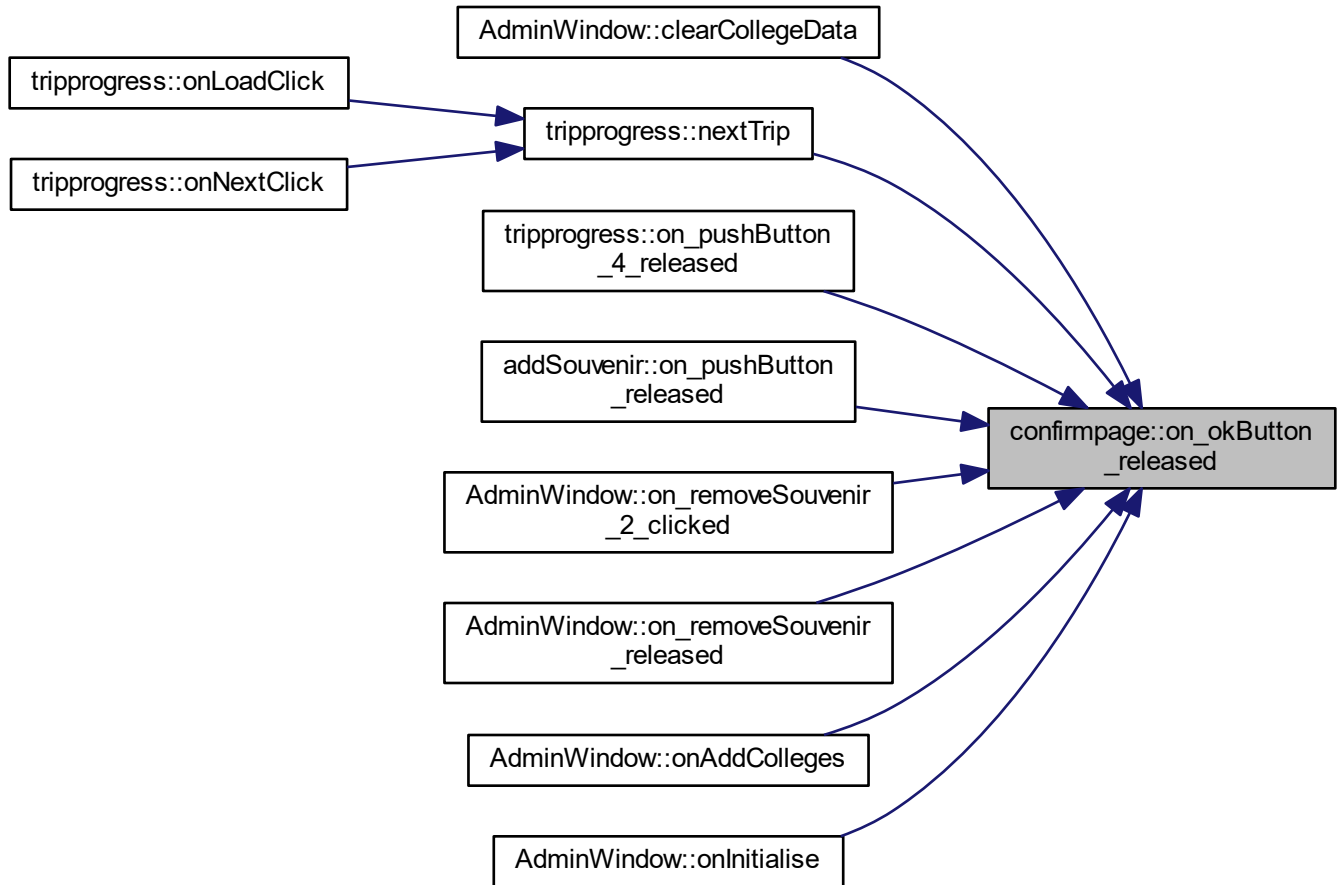 AdminWindow::clearCollegeData
tripprogress::onLoadClick
tripprogress::nextTrip
tripprogress::onNextClick
tripprogress::on_pushButton
_4_released
addSouvenir::on_pushButton
_released
confirmpage::on_okButton
_released
AdminWindow::on_removeSouvenir
_2_clicked
AdminWindow::on_removeSouvenir
_released
AdminWindow::onAddColleges
AdminWindow::onInitialise